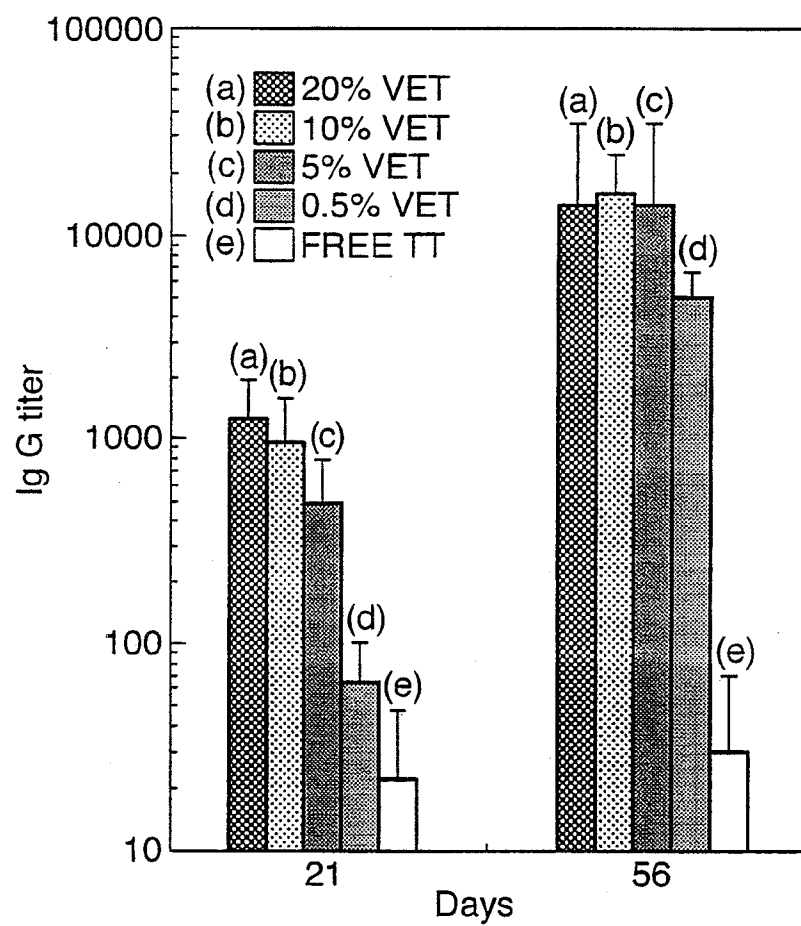 100000
(a) 20% VET
(b) 10% VET
(c) 5% VET
(d) 0.5% VET
(e) FREE TT
(a) (b) (c)
10000
(d)
(a) (b)
1000
(c)
(d)
100
(e)
(e)
10
Ig G titer
21 56
Days